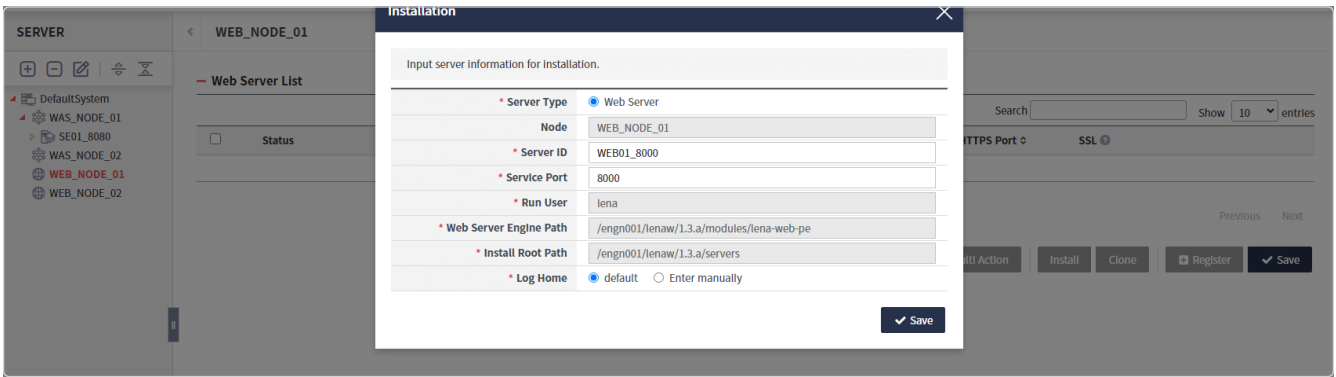 Installation
SERVER
WEB_NODE_01
Input server information for installation.
Web Server List
DefaultSystem
WAS_NODE_01
SE01_8080
WAS_NODE_02
WEB_NODE_01
WEB_NODE_02
Search
Show 10 entries
Status
HTTPS Port
SSL
* Server Type Web Server
Node WEB_NODE_01
* Server ID WEB01_8000
* Service Port 8000
* Run User lena
* Web Server Engine Path /engn001/lenaw/1.3.a/modules/lena-web-pe
* Install Root Path /engn001/lenaw/1.3.a/servers
* Log Home default Enter manually
Save
Previous Next
Action Install Clone Register Save